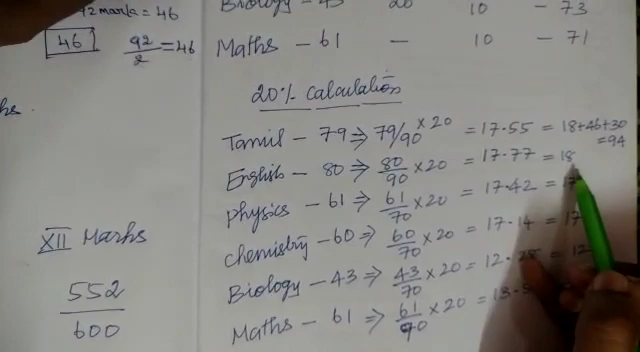 12 marks = 46
46 92/2 = 46
Biology - 43 20 10 - 73
Maths - 61 - 10 - 71
20% Calculation
Tamil - 79 ⇒ 79/90 × 20 = 17.55 = 18+46+30
= 94
English - 80 ⇒ 80/90 × 20 = 17.77 = 18
Physics - 61 ⇒ 61/70 × 20 = 17.42 = 17
Chemistry - 60 ⇒ 60/70 × 20 = 17.14 = 17
Biology - 43 ⇒ 43/70 × 20 = 12.28 = 12
Maths - 61 ⇒ 61/90 × 20 = 13.5
XII Marks
552/600